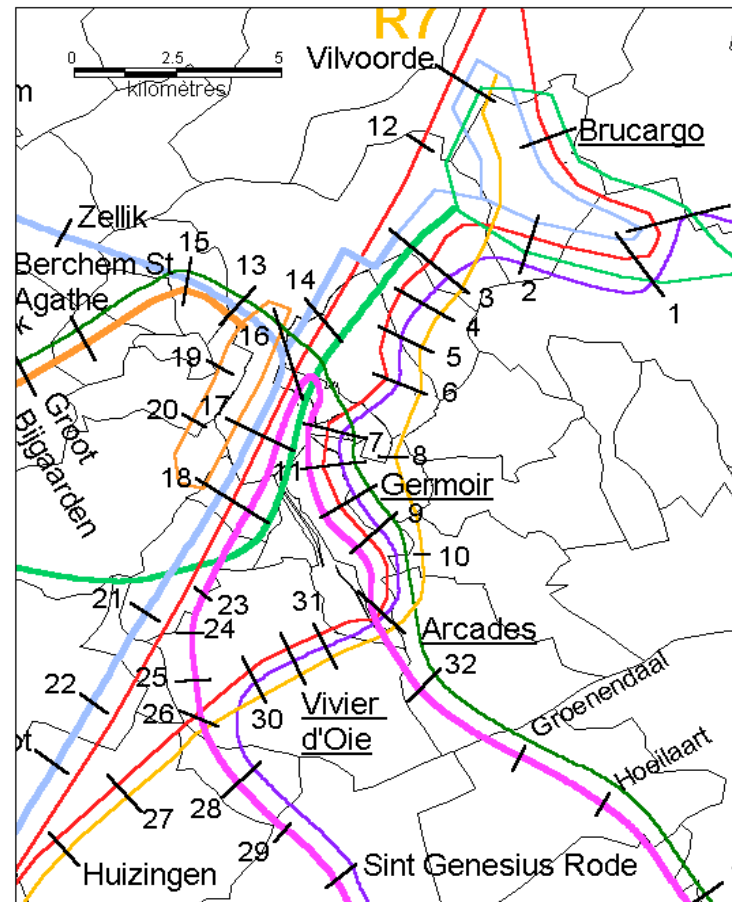 R7
0 2.5 5
kilomètres
Vilvoorde
m
12
Brucargo
Zellik
15
13
14
Berchem St
Agathe
k
16
3
2
1
4
19
5
6
20
17
7
8
11
Groot
Bijgaarden
18
Germoir
9
10
21
23
31
24
Arcades
32
22
25
26
30
Vivier
d'Oie
Groenendaal
ot
27
28
Hoeilaart
29
Huizingen
Sint Genesius Rode